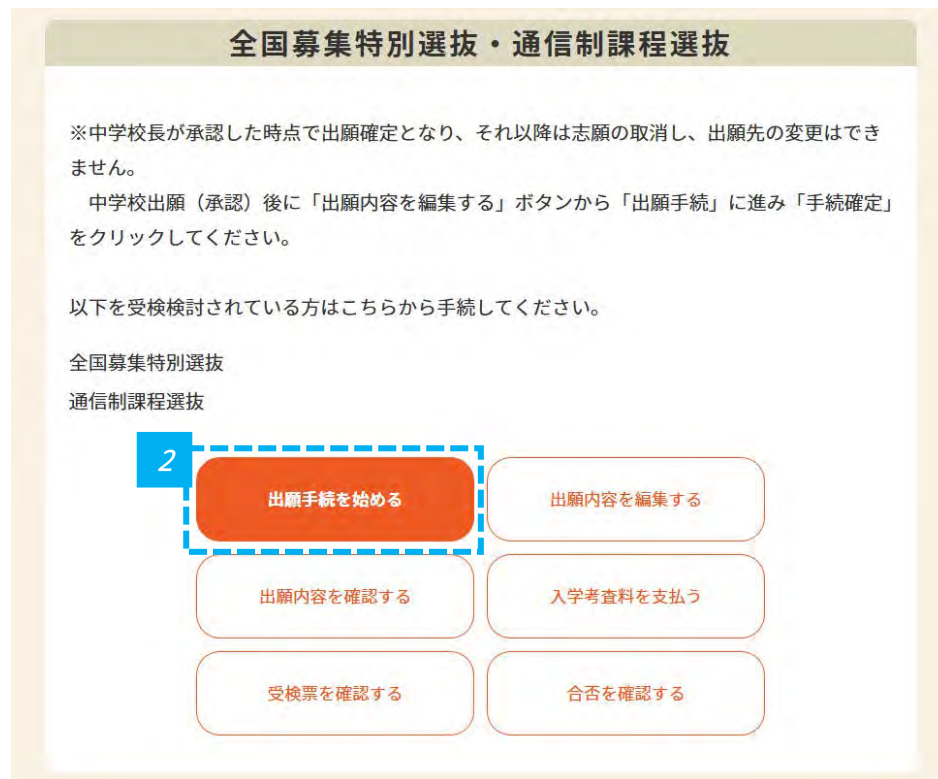 全国募集特別選抜・通信制課程選抜
※中学校長が承認した時点で出願確定となり、それ以降は志願の取消し、出願先の変更はでき
ません。
　中学校出願（承認）後に「出願内容を編集する」ボタンから「出願手続」に進み「手続確定」
をクリックしてください。
以下を受検検討されている方はこちらから手続してください。
全国募集特別選抜
通信制課程選抜
2
出願手続を始める
出願内容を編集する
出願内容を確認する
入学考査料を支払う
受検票を確認する
合否を確認する